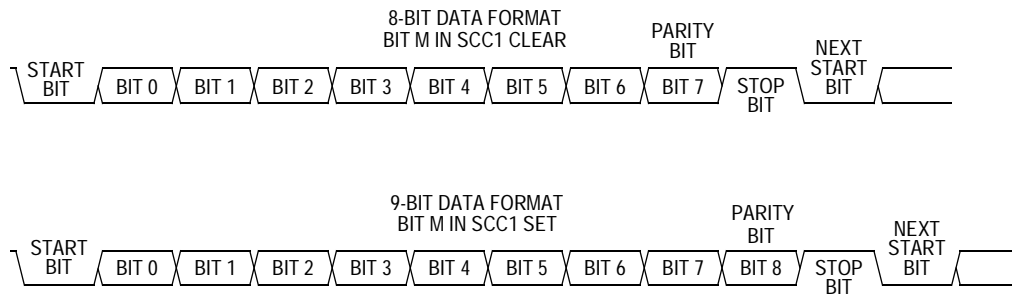 8-BIT DATA FORMAT
BIT M IN SCC1 CLEAR
PARITY
BIT
START
BIT
BIT 0
BIT 1
BIT 2
BIT 3
BIT 4
BIT 5
BIT 6
BIT 7
STOP
BIT
NEXT
START
BIT
9-BIT DATA FORMAT
BIT M IN SCC1 SET
PARITY
BIT
START
BIT
BIT 0
BIT 1
BIT 2
BIT 3
BIT 4
BIT 5
BIT 6
BIT 7
BIT 8
STOP
BIT
NEXT
START
BIT